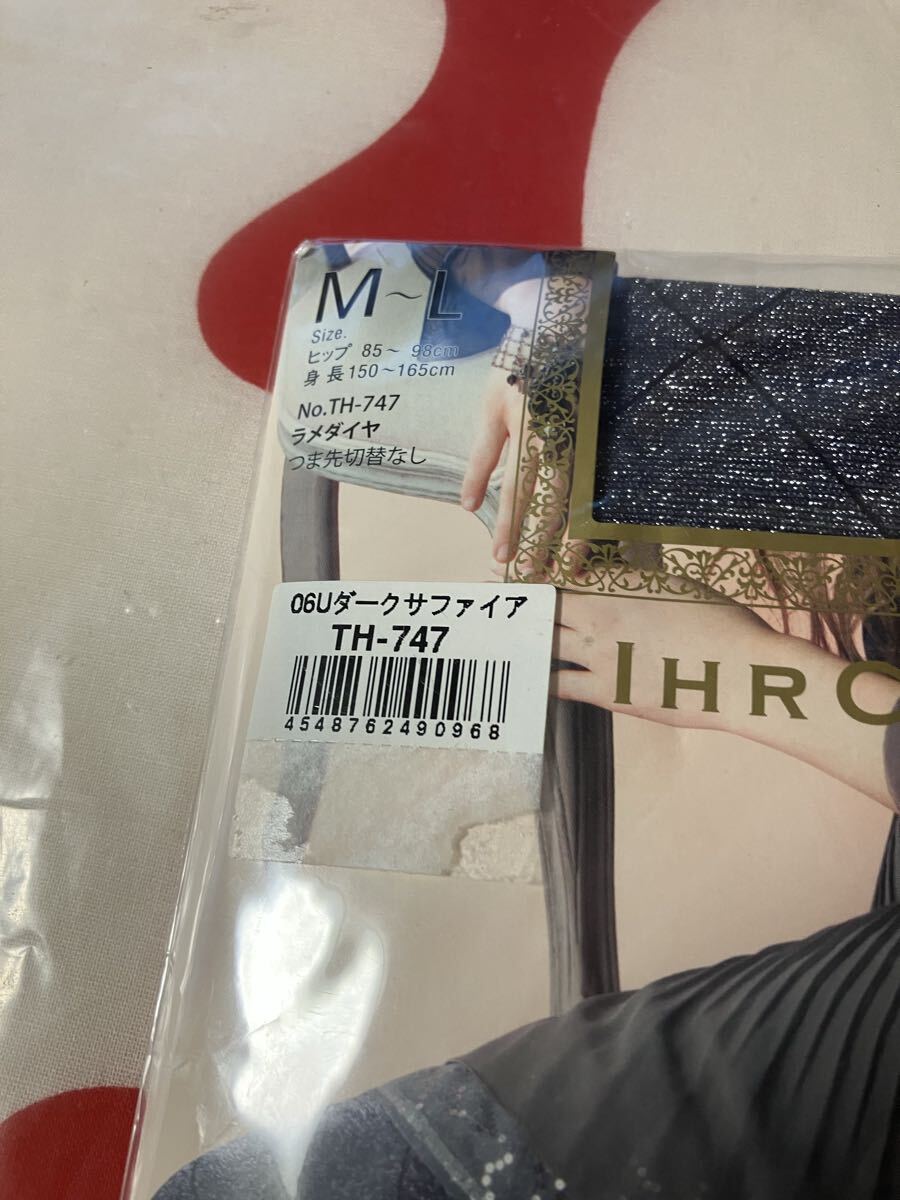 M~L
Size.
ヒップ 85~ 98cm
身長150~165cm
No.TH-747
ラメダイヤ
つま先切替なし
06Uダークサファイア
TH-747
4548762490968
IHRO